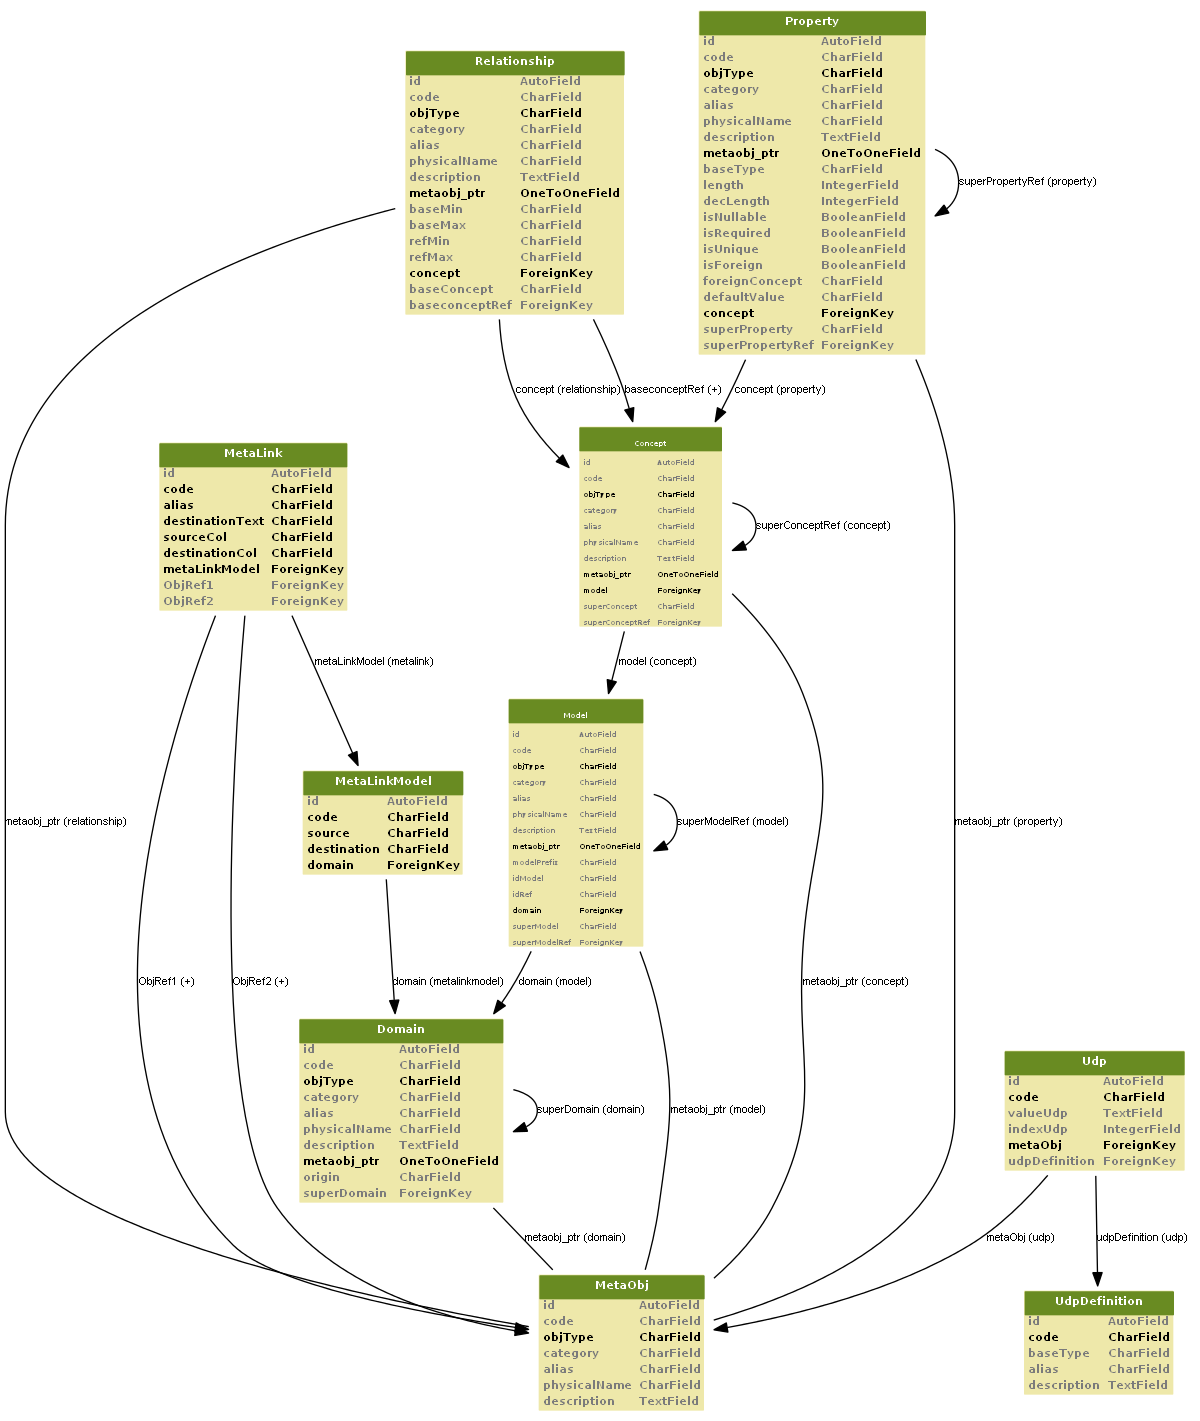 Property
id AutoField
code CharField
objType CharField
category CharField
alias CharField
physicalName CharField
description TextField
metaobj_ptr OneToOneField
baseType CharField
length IntegerField
decLength IntegerField
isNullable BooleanField
isRequired BooleanField
isUnique BooleanField
isForeign BooleanField
foreignConcept CharField
defaultValue CharField
concept ForeignKey
superProperty CharField
superPropertyRef ForeignKey
superPropertyRef (property)
Relationship
id AutoField
code CharField
objType CharField
category CharField
alias CharField
physicalName CharField
description TextField
metaobj_ptr OneToOneField
baseMin CharField
baseMax CharField
refMin CharField
refMax CharField
concept ForeignKey
baseConcept CharField
baseconceptRef ForeignKey
concept (relationship)
baseconceptRef (+)
concept (property)
Concept
id AutoField
code CharField
objType CharField
category CharField
alias CharField
physicalName CharField
description TextField
metaobj_ptr OneToOneField
model ForeignKey
superConcept CharField
superConceptRef ForeignKey
superConceptRef (concept)
MetaLink
id AutoField
code CharField
alias CharField
destinationText CharField
sourceCol CharField
destinationCol CharField
metaLinkModel ForeignKey
ObjRef1 ForeignKey
ObjRef2 ForeignKey
metaLinkModel (metalink)
model (concept)
Model
id AutoField
code CharField
objType CharField
category CharField
alias CharField
physicalName CharField
description TextField
metaobj_ptr OneToOneField
modelPrefix CharField
idModel CharField
idRef CharField
domain ForeignKey
superModel CharField
superModelRef ForeignKey
superModelRef (model)
MetaLinkModel
id AutoField
code CharField
source CharField
destination CharField
domain ForeignKey
metaobj_ptr (relationship)
metaobj_ptr (property)
ObjRef1 (+)
ObjRef2 (+)
domain (metalinkmodel)
domain (model)
metaobj_ptr (concept)
Domain
id AutoField
code CharField
objType CharField
category CharField
alias CharField
physicalName CharField
description TextField
metaobj_ptr OneToOneField
origin CharField
superDomain ForeignKey
superDomain (domain)
metaobj_ptr (model)
Udp
id AutoField
code CharField
valueUdp TextField
indexUdp IntegerField
metaObj ForeignKey
udpDefinition ForeignKey
metaobj_ptr (domain)
metaObj (udp)
udpDefinition (udp)
MetaObj
id AutoField
code CharField
objType CharField
category CharField
alias CharField
physicalName CharField
description TextField
UdpDefinition
id AutoField
code CharField
baseType CharField
alias CharField
description TextField